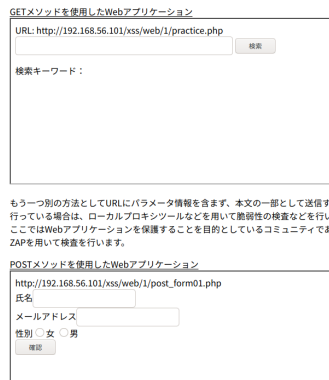 GETメソッドを使用したWebアプリケーション
URL: http://192.168.56.101/xss/web/1/practice.php
検索
検索キーワード：
もう一つ別の方法としてURLにパラメータ情報を含まず、本文の一部として送信す
行っている場合は、ローカルプロキシツールなどを用いて脆弱性の検査などを行い
ここではWebアプリケーションを保護することを目的としているコミュニティであ
ZAPを用いて検査を行います。
POSTメソッドを使用したWebアプリケーション
http://192.168.56.101/xss/web/1/post_form01.php
氏名
メールアドレス
性別 女 男
確認